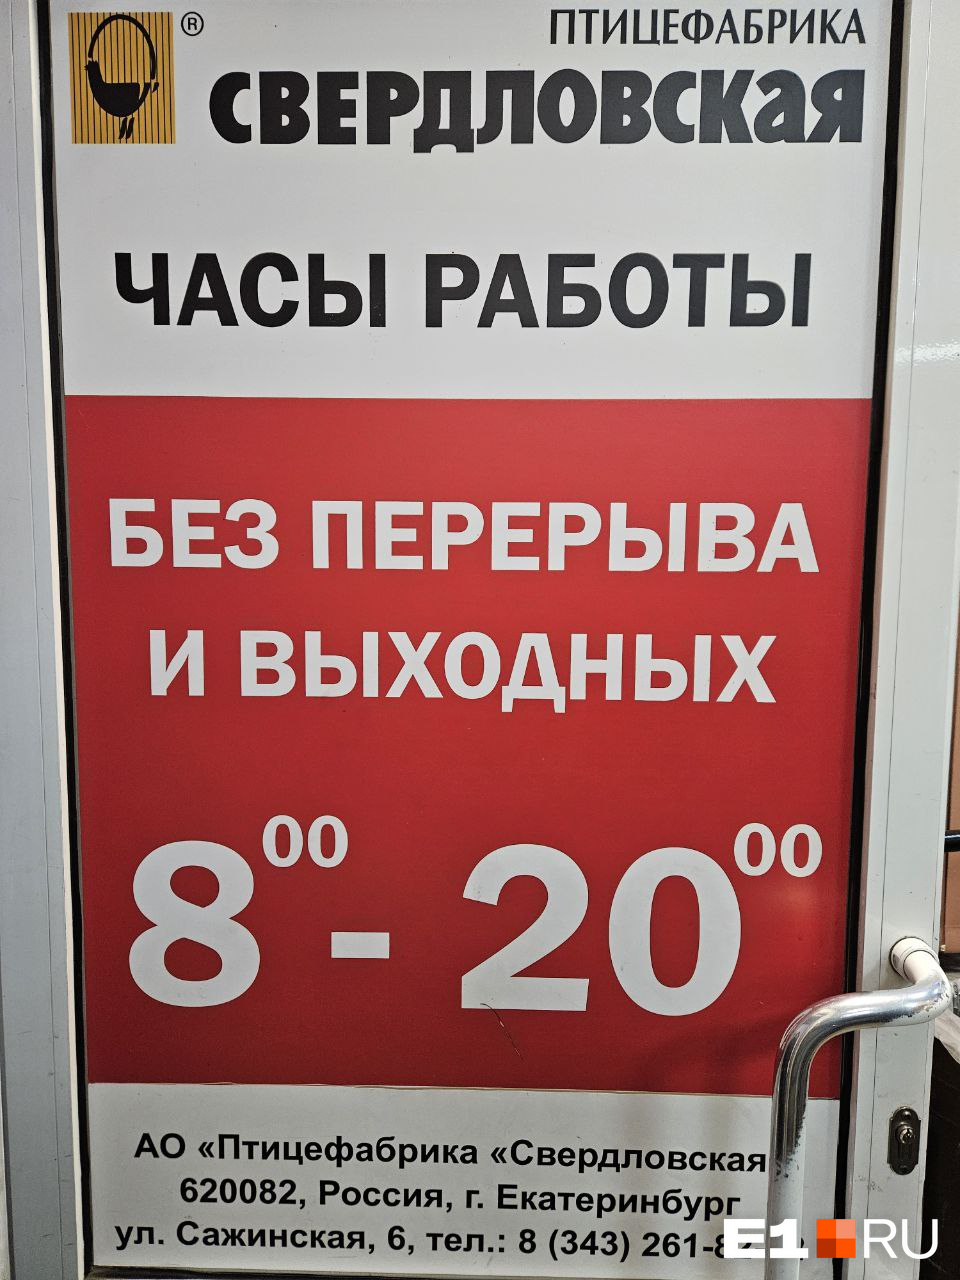 ®
ПТИЦЕФАБРИКА
СВЕРДЛОВСКАЯ
ЧАСЫ РАБОТЫ
БЕЗ ПЕРЕРЫВА
И ВЫХОДНЫХ
8⁰⁰ - 20⁰⁰
АО «Птицефабрика «Свердловская
620082, Россия, г. Екатеринбург
ул. Сажинская, 6, тел.: 8 (343)
E1.RU